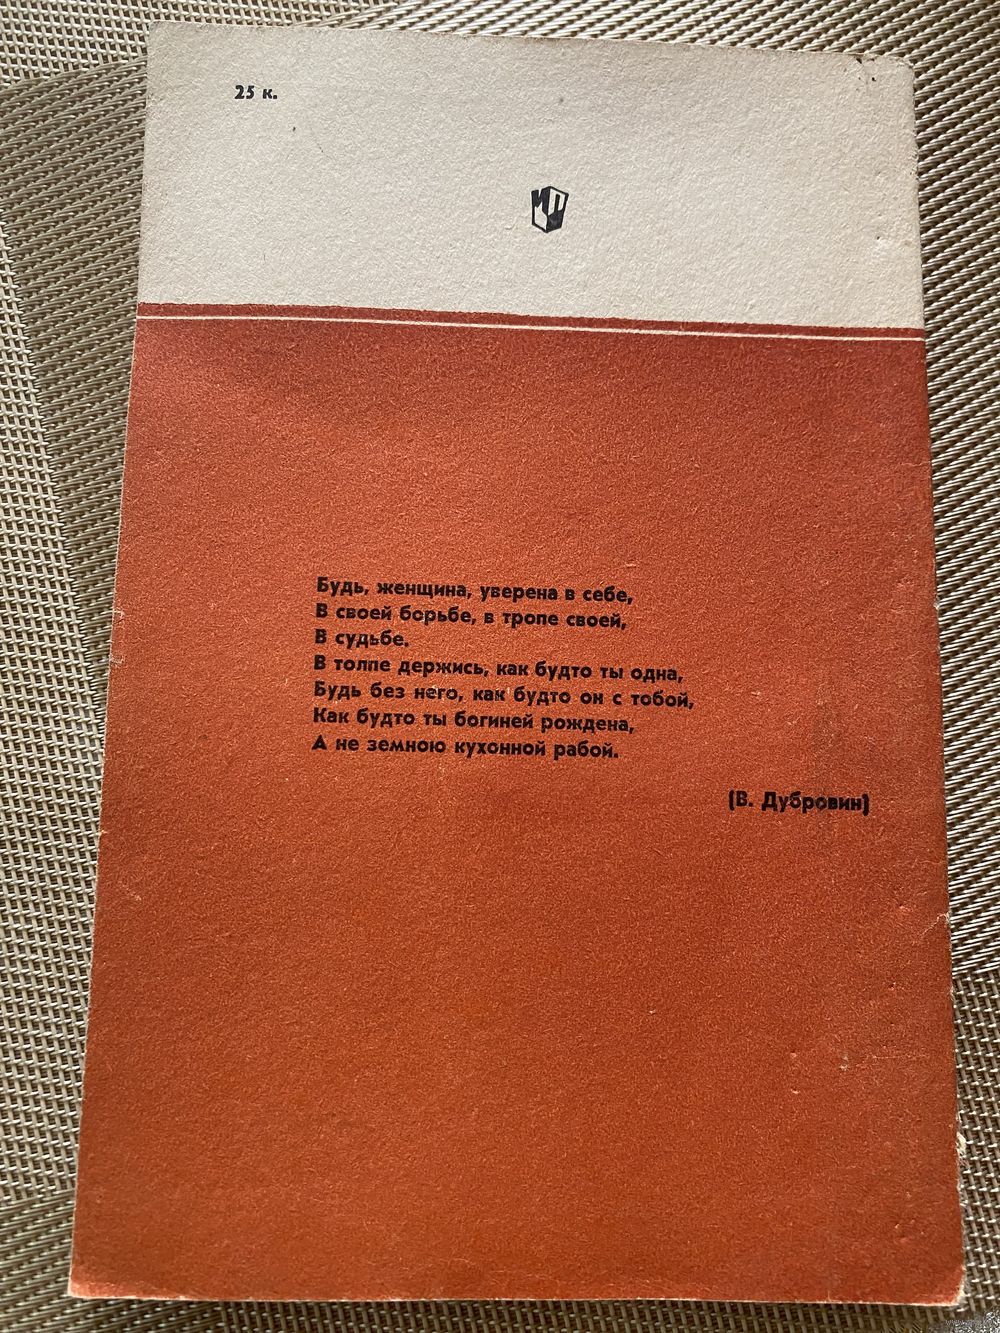 25 к.
МП
Будь, женщина, уверена в себе,
В своей борьбе, в тропе своей,
В судьбе.
В толпе держись, как будто ты одна,
Будь без него, как будто он с тобой,
Как будто ты богиней рождена,
А не земною кухонной рабой.
(В. Дубровин)